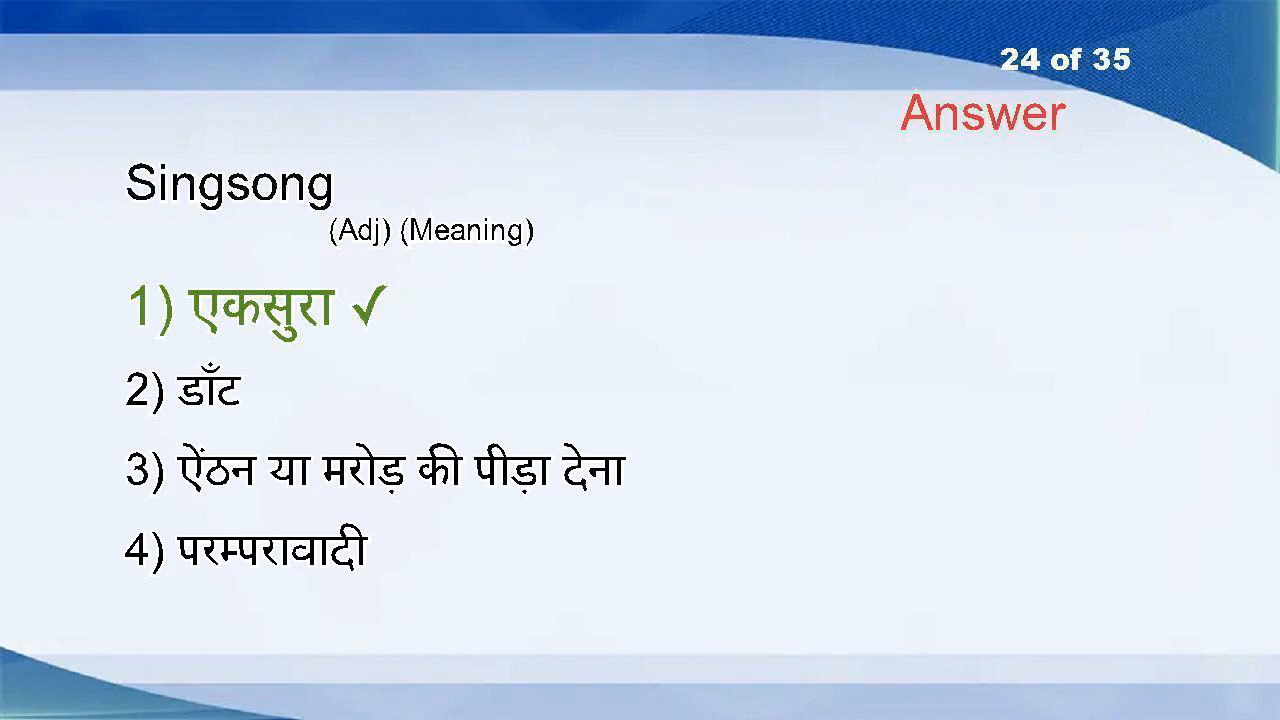 24 of 35
Answer
Singsong
(Adj) (Meaning)
1) एकसुरा ✓
2) डाँट
3) ऐंठन या मरोड़ की पीड़ा देना
4) परम्परावादी